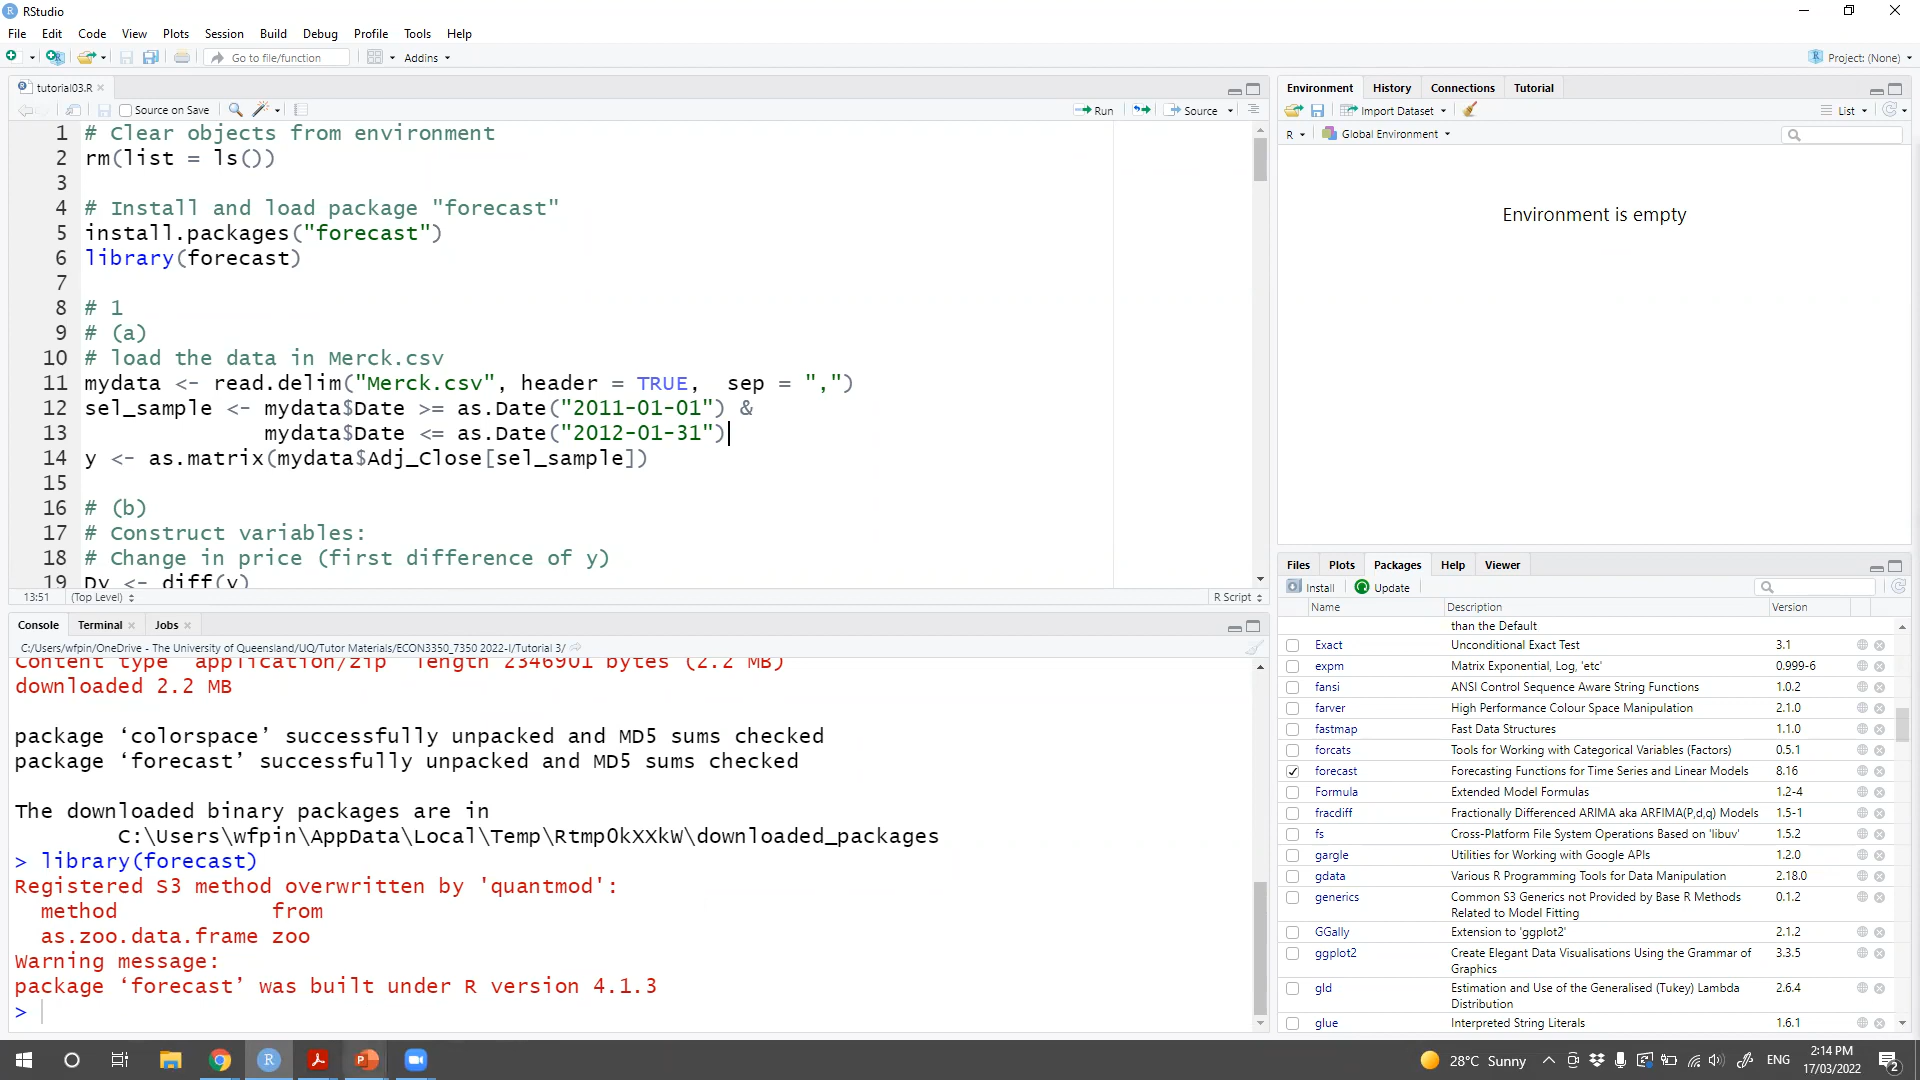 RStudio
File Edit Code View Plots Session Build Debug Profile Tools Help
Go to file/function Addins Project: (None)
tutorial03.R
Source on Save Run Source
1 # Clear objects from environment
2 rm(list = ls())
3
4 # Install and load package "forecast"
5 install.packages("forecast")
6 library(forecast)
7
8 # 1
9 # (a)
10 # load the data in Merck.csv
11 mydata <- read.delim("Merck.csv", header = TRUE,  sep = ",")
12 sel_sample <- mydata$Date >= as.Date("2011-01-01") &
13 mydata$Date <= as.Date("2012-01-31")
14 y <- as.matrix(mydata$Adj_Close[sel_sample])
15
16 # (b)
17 # Construct variables:
18 # Change in price (first difference of y)
19 Dy <- diff(y)
13:51 (Top Level) R Script
Console Terminal Jobs
C:/Users/wfpin/OneDrive - The University of Queensland/UQ/Tutor Materials/ECON3350_7350 2022-I/Tutorial 3/
Content type 'application/zip' length 2346901 bytes (2.2 MB)
downloaded 2.2 MB
package ‘colorspace’ successfully unpacked and MD5 sums checked
package ‘forecast’ successfully unpacked and MD5 sums checked
The downloaded binary packages are in
C:\Users\wfpin\AppData\Local\Temp\Rtmp0kXXkW\downloaded_packages
> library(forecast)
Registered S3 method overwritten by 'quantmod':
method from
as.zoo.data.frame zoo
Warning message:
package ‘forecast’ was built under R version 4.1.3
>
Environment History Connections Tutorial
Import Dataset List
R Global Environment
Environment is empty
Files Plots Packages Help Viewer
Install Update
Name Description Version
than the Default
Exact Unconditional Exact Test 3.1
expm Matrix Exponential, Log, 'etc' 0.999-6
fansi ANSI Control Sequence Aware String Functions 1.0.2
farver High Performance Colour Space Manipulation 2.1.0
fastmap Fast Data Structures 1.1.0
forcats Tools for Working with Categorical Variables (Factors) 0.5.1
forecast Forecasting Functions for Time Series and Linear Models 8.16
Formula Extended Model Formulas 1.2-4
fracdiff Fractionally Differenced ARIMA aka ARFIMA(P,d,q) Models 1.5-1
fs Cross-Platform File System Operations Based on 'libuv' 1.5.2
gargle Utilities for Working with Google APIs 1.2.0
gdata Various R Programming Tools for Data Manipulation 2.18.0
generics Common S3 Generics not Provided by Base R Methods 0.1.2
Related to Model Fitting
GGally Extension to 'ggplot2' 2.1.2
ggplot2 Create Elegant Data Visualisations Using the Grammar of 3.3.5
Graphics
gld Estimation and Use of the Generalised (Tukey) Lambda 2.6.4
Distribution
glue Interpreted String Literals 1.6.1
28°C Sunny ENG 2:14 PM
17/03/2022 2